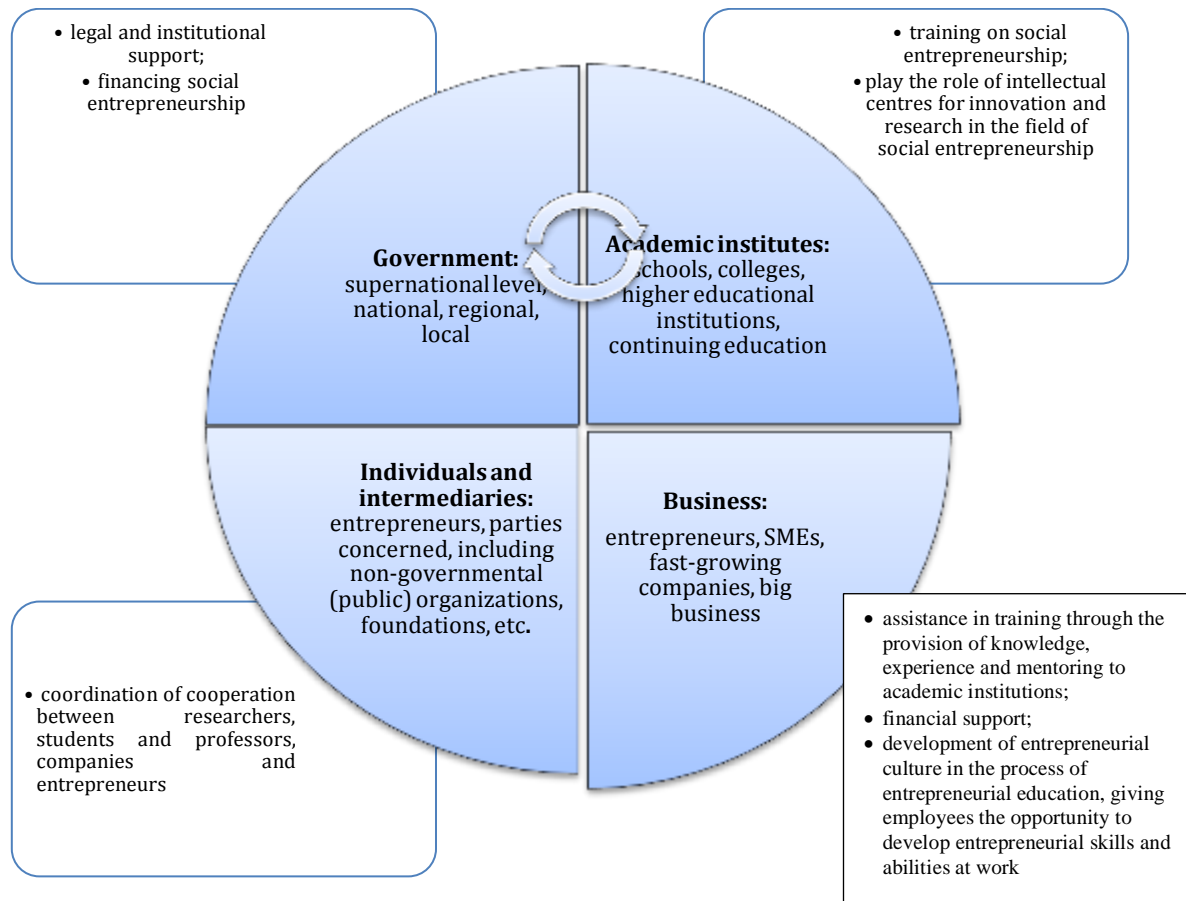 • legal and institutional
support;
• financing social
entrepreneurship
• training on social
entrepreneurship;
• play the role of intellectual
centres for innovation and
research in the field of
social entrepreneurship
Government:
supernational level,
national, regional,
local
Academic institutes:
schools, colleges,
higher educational
institutions,
continuing education
Individuals and
intermediaries:
entrepreneurs, parties
concerned, including
non-governmental
(public) organizations,
foundations, etc.
Business:
entrepreneurs, SMEs,
fast-growing
companies, big
business
• coordination of cooperation
between researchers,
students and professors,
companies and
entrepreneurs
• assistance in training through the
provision of knowledge,
experience and mentoring to
academic institutions;
• financial support;
• development of entrepreneurial
culture in the process of
entrepreneurial education, giving
employees the opportunity to
develop entrepreneurial skills and
abilities at work